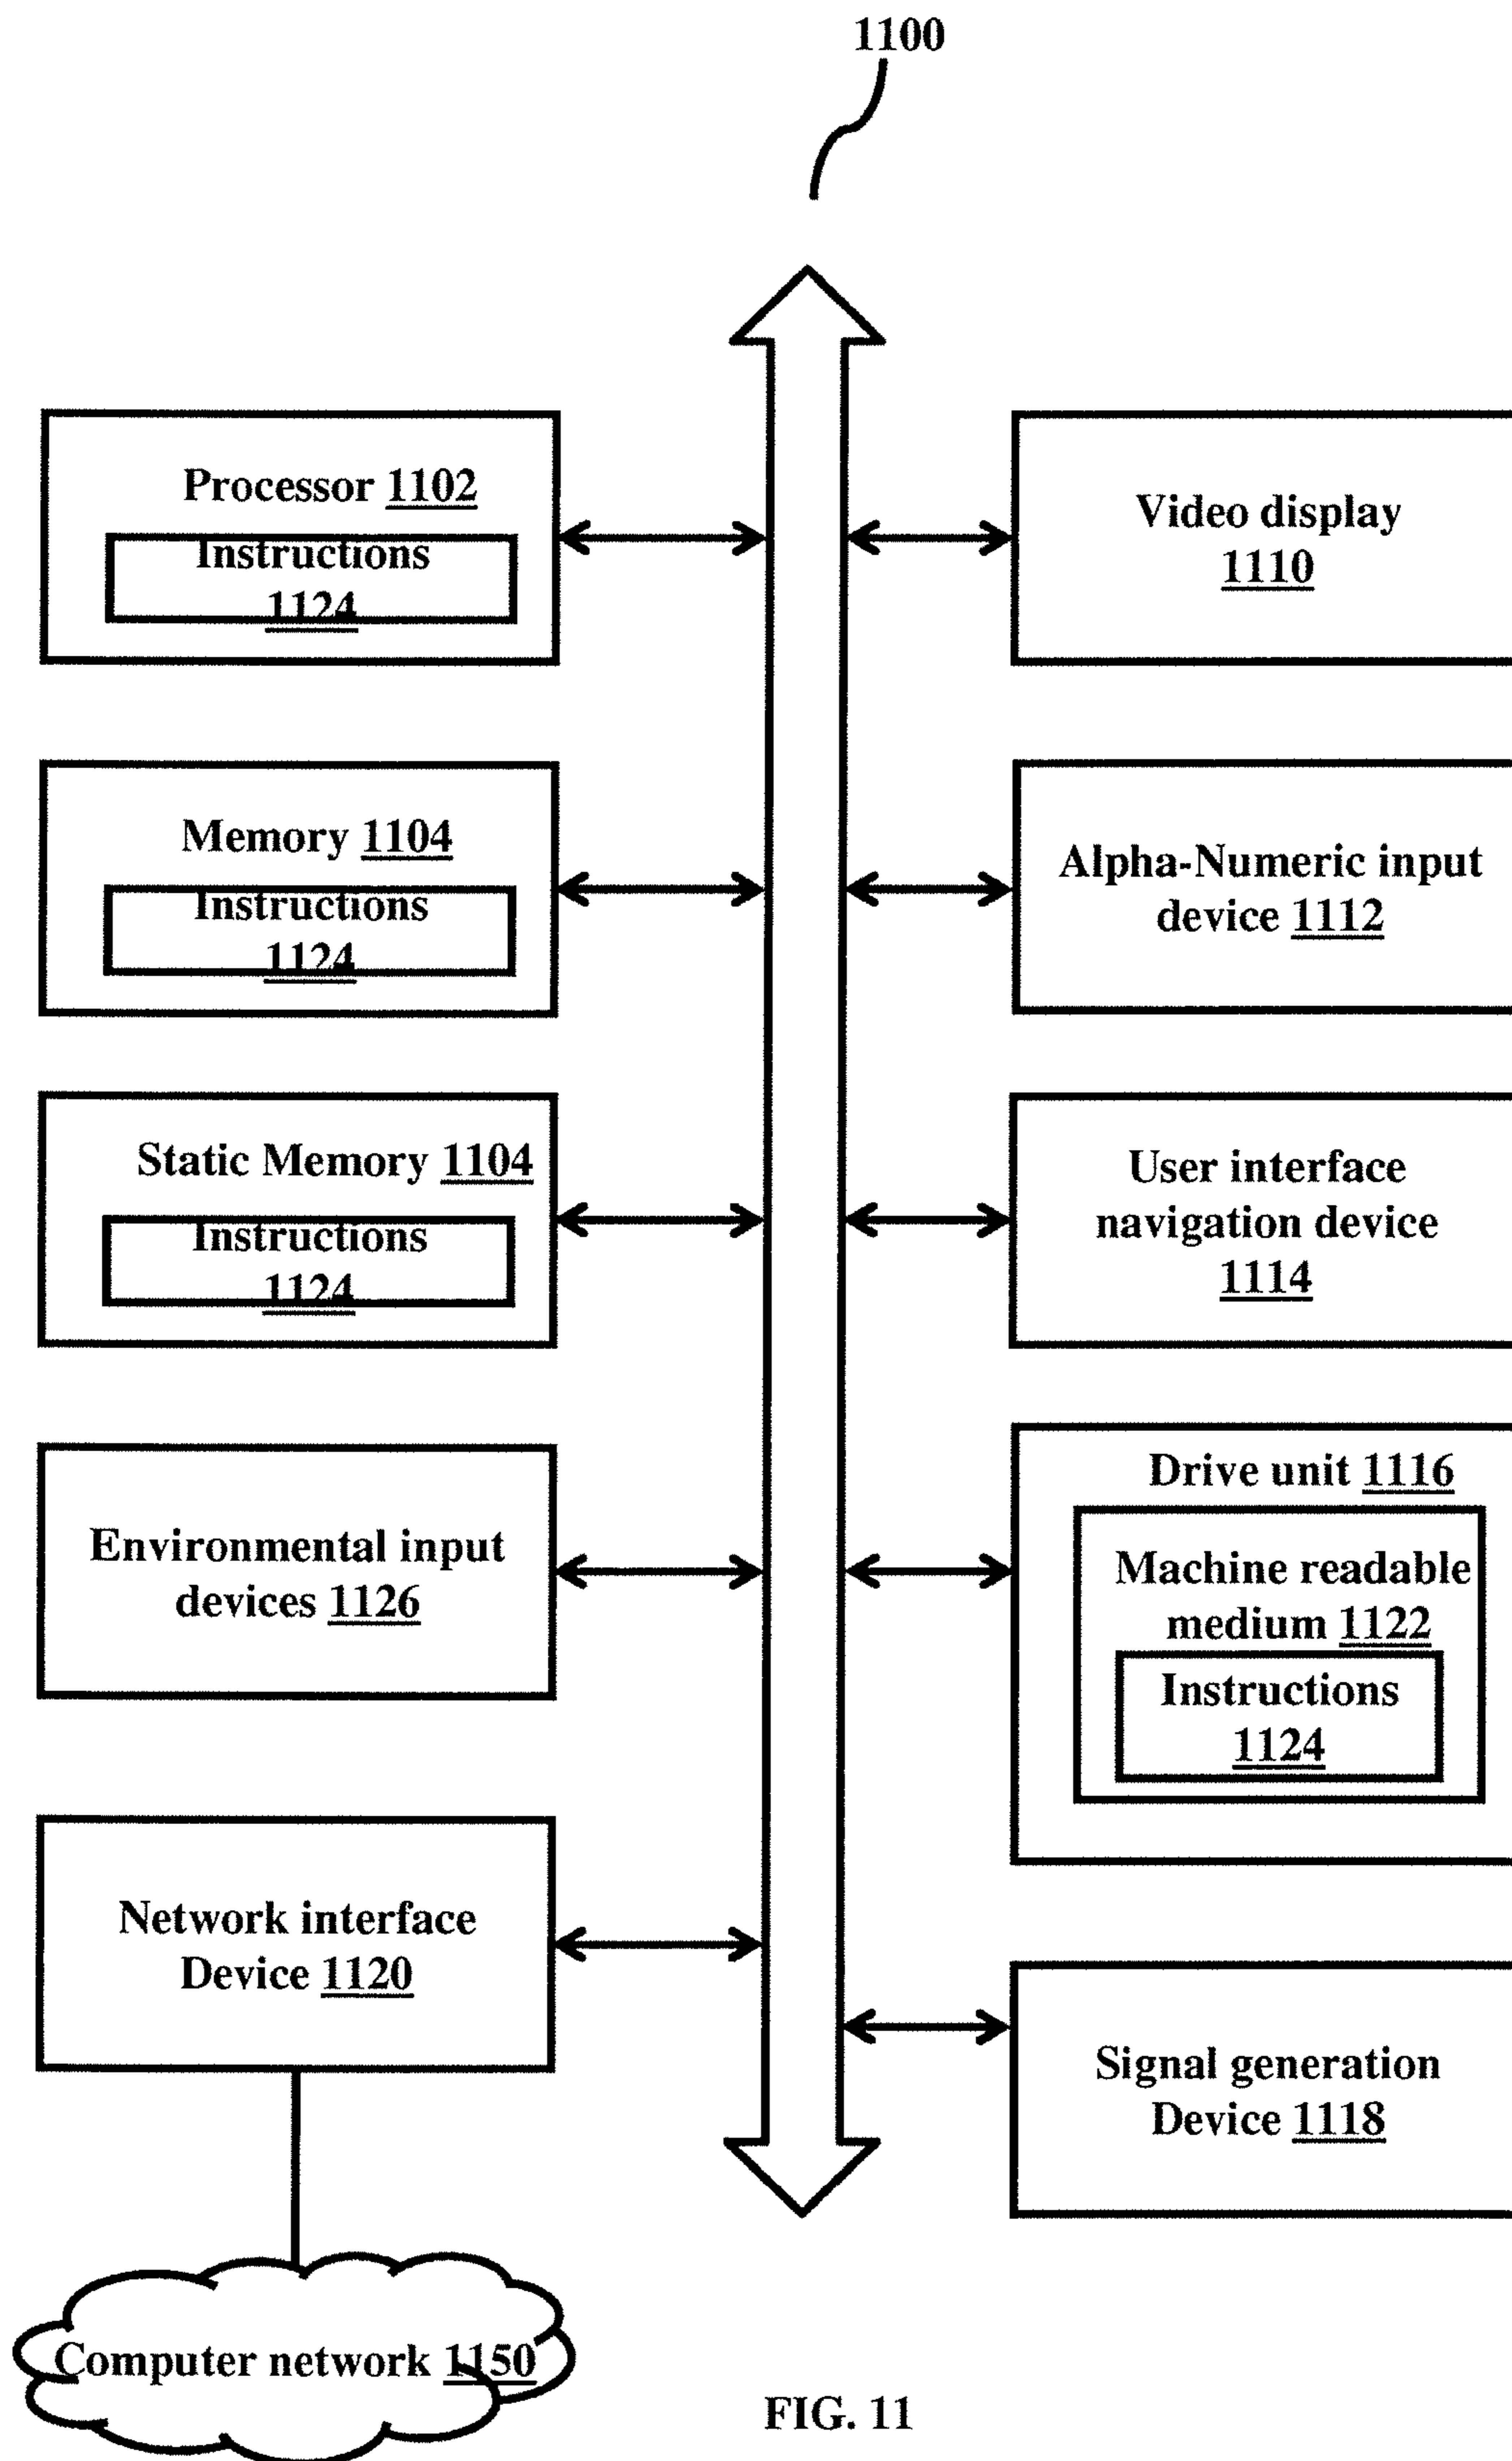 1100
Processor 1102
Instructions
1124
Memory 1104
Instructions
1124
Static Memory 1104
Instructions
1124
Environmental input
devices 1126
Network interface
Device 1120
Computer network 1150
Video display
1110
Alpha-Numeric input
device 1112
User interface
navigation device
1114
Drive unit 1116
Machine readable
medium 1122
Instructions
1124
Signal generation
Device 1118
FIG. 11